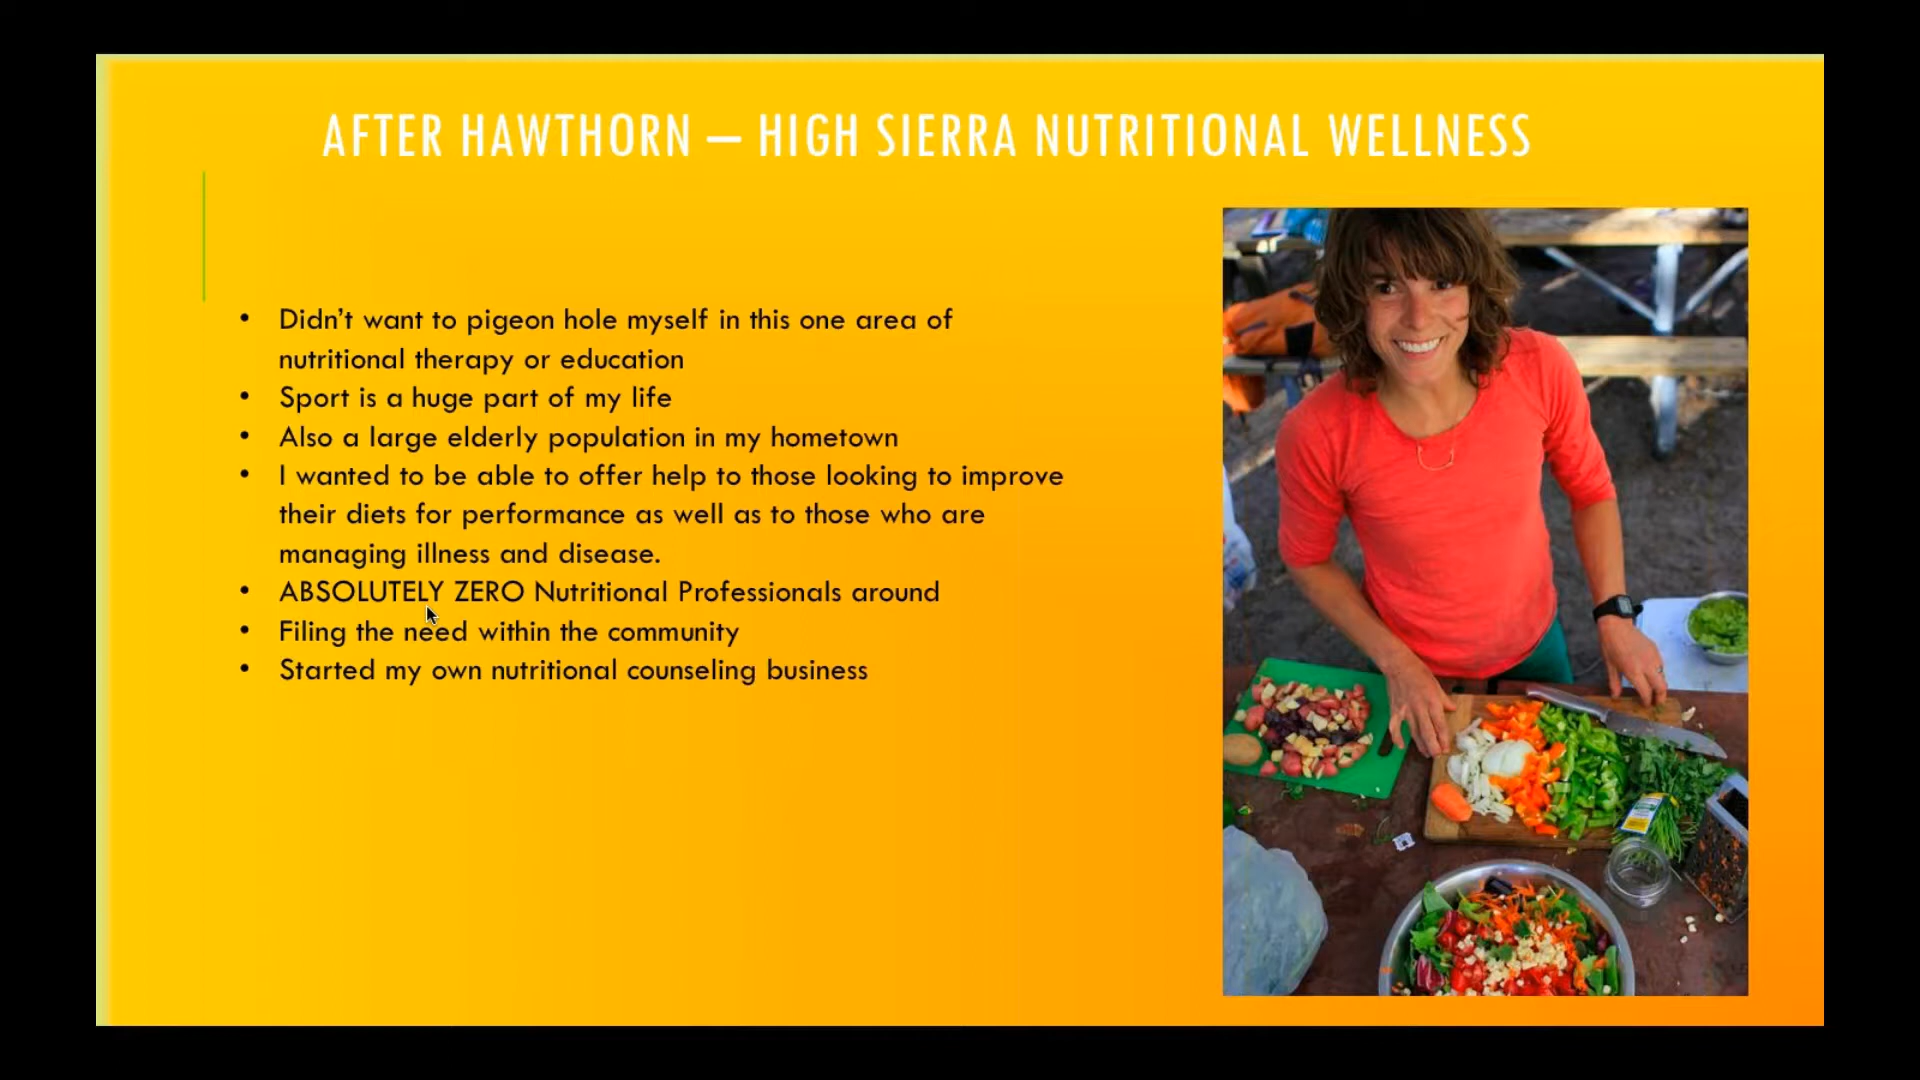 AFTER HAWTHORN – HIGH SIERRA NUTRITIONAL WELLNESS
• Didn't want to pigeon hole myself in this one area of
nutritional therapy or education
• Sport is a huge part of my life
• Also a large elderly population in my hometown
• I wanted to be able to offer help to those looking to improve
their diets for performance as well as to those who are
managing illness and disease.
• ABSOLUTELY ZERO Nutritional Professionals around
• Filing the need within the community
• Started my own nutritional counseling business